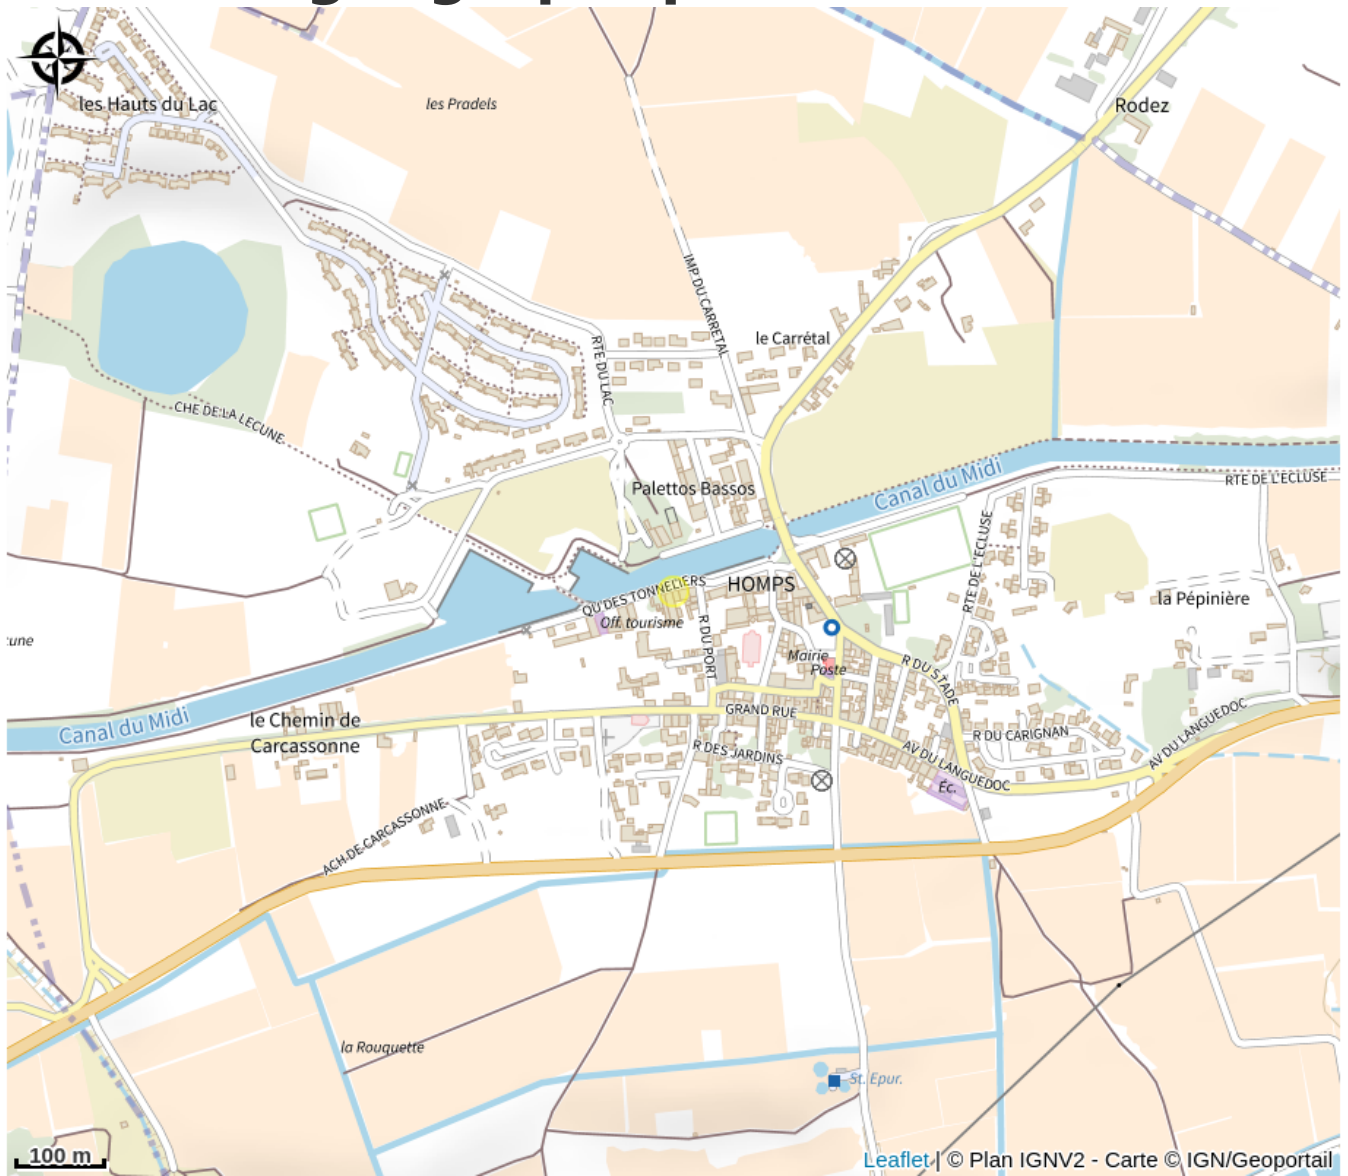 les Hauts du Lac
les Pradels
Rodez
IMP DU CARRETAL
le Carrétal
RTE DU LAC
CHE DE LA LECUNE
Palettos Bassos
Canal du Midi
RTE DE L'ECLUSE
RTE DE L'ECLUSE
QU DES TONNELIERS
HOMPS
la Pépinière
Off. tourisme
R DU PORT
cune
Mairie
Poste
R DU STADE
Canal du Midi
le Chemin de
Carcassonne
GRAND RUE
R DU CARIGNAN
AV DU LANGUEDOC
R DES JARDINS
AV DU LANGUEDOC
Éc.
ACH DE CARCASSONNE
la Rouquette
St. Epur.
100 m
Leaflet | © Plan IGNV2 - Carte © IGN/Geoportail